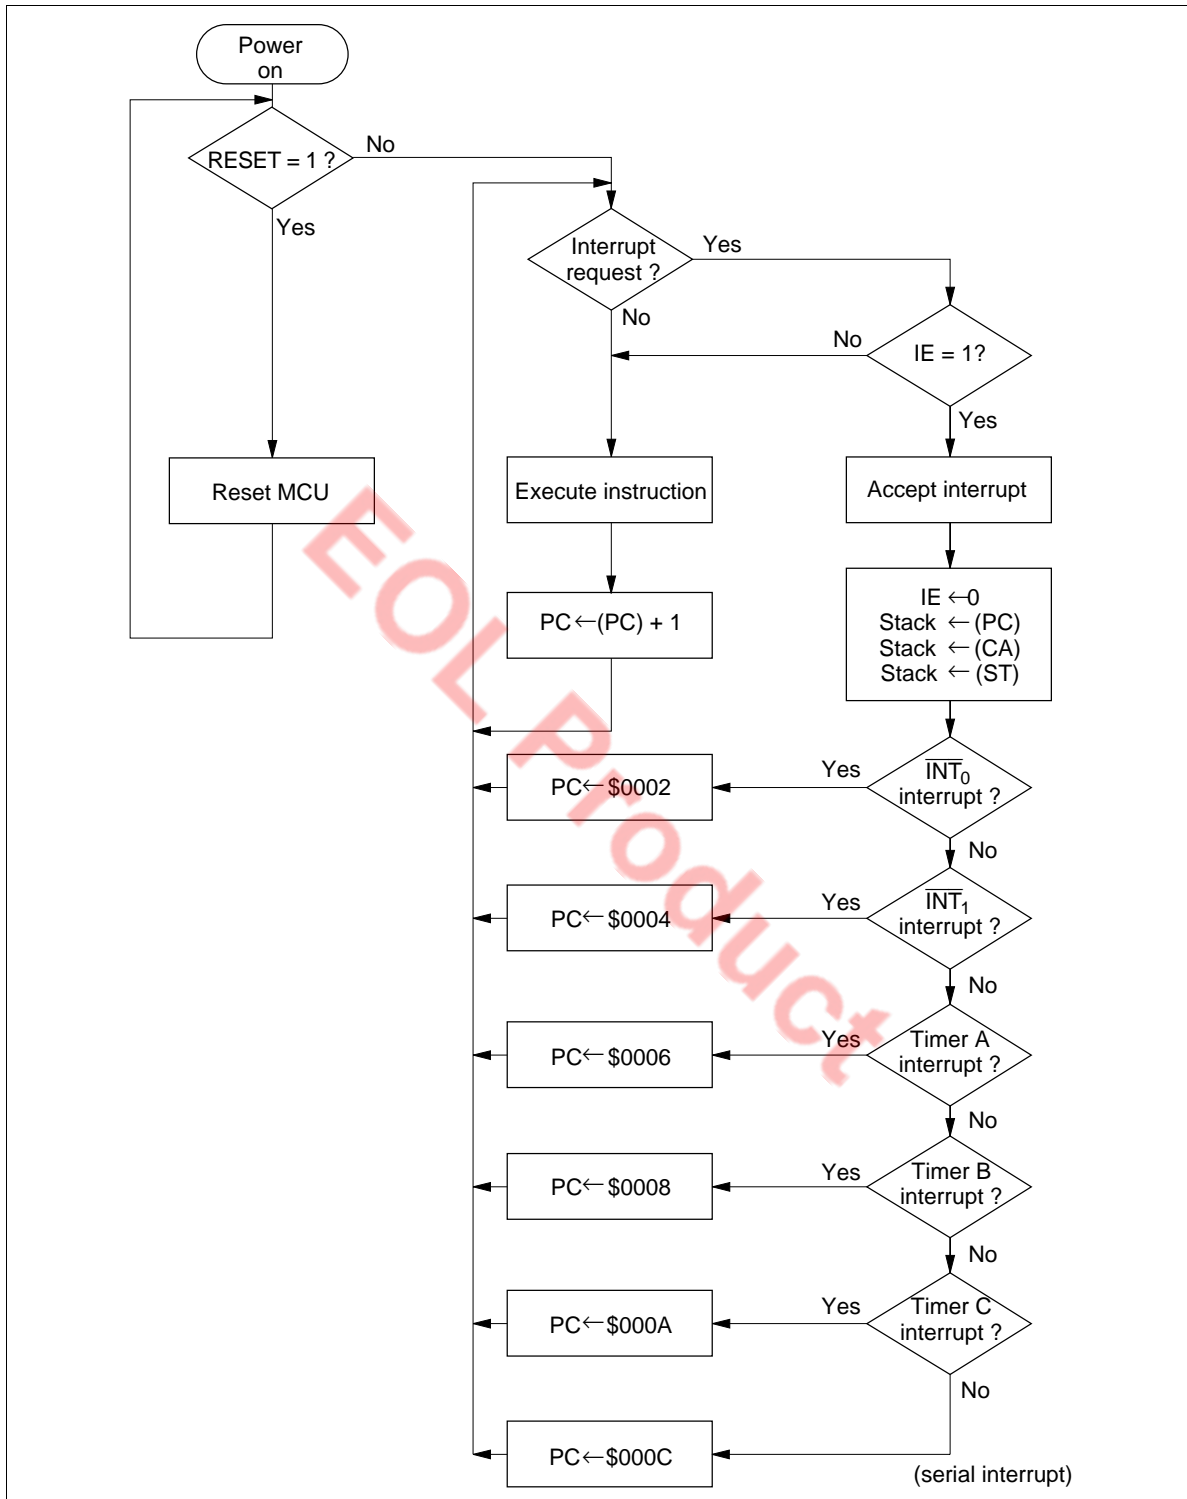 Power
on
RESET = 1 ?
No
Yes
Interrupt
request ?
Yes
No
IE = 1?
No
Yes
Reset MCU
Execute instruction
Accept interrupt
PC←(PC) + 1
IE ←0
Stack ← (PC)
Stack ← (CA)
Stack ← (ST)
PC← $0002
Yes
I̅N̅T̅₀
interrupt ?
No
PC← $0004
Yes
I̅N̅T̅₁
interrupt ?
No
PC← $0006
Yes
Timer A
interrupt ?
No
PC← $0008
Yes
Timer B
interrupt ?
No
PC← $000A
Yes
Timer C
interrupt ?
No
PC← $000C
(serial interrupt)
EOL Product